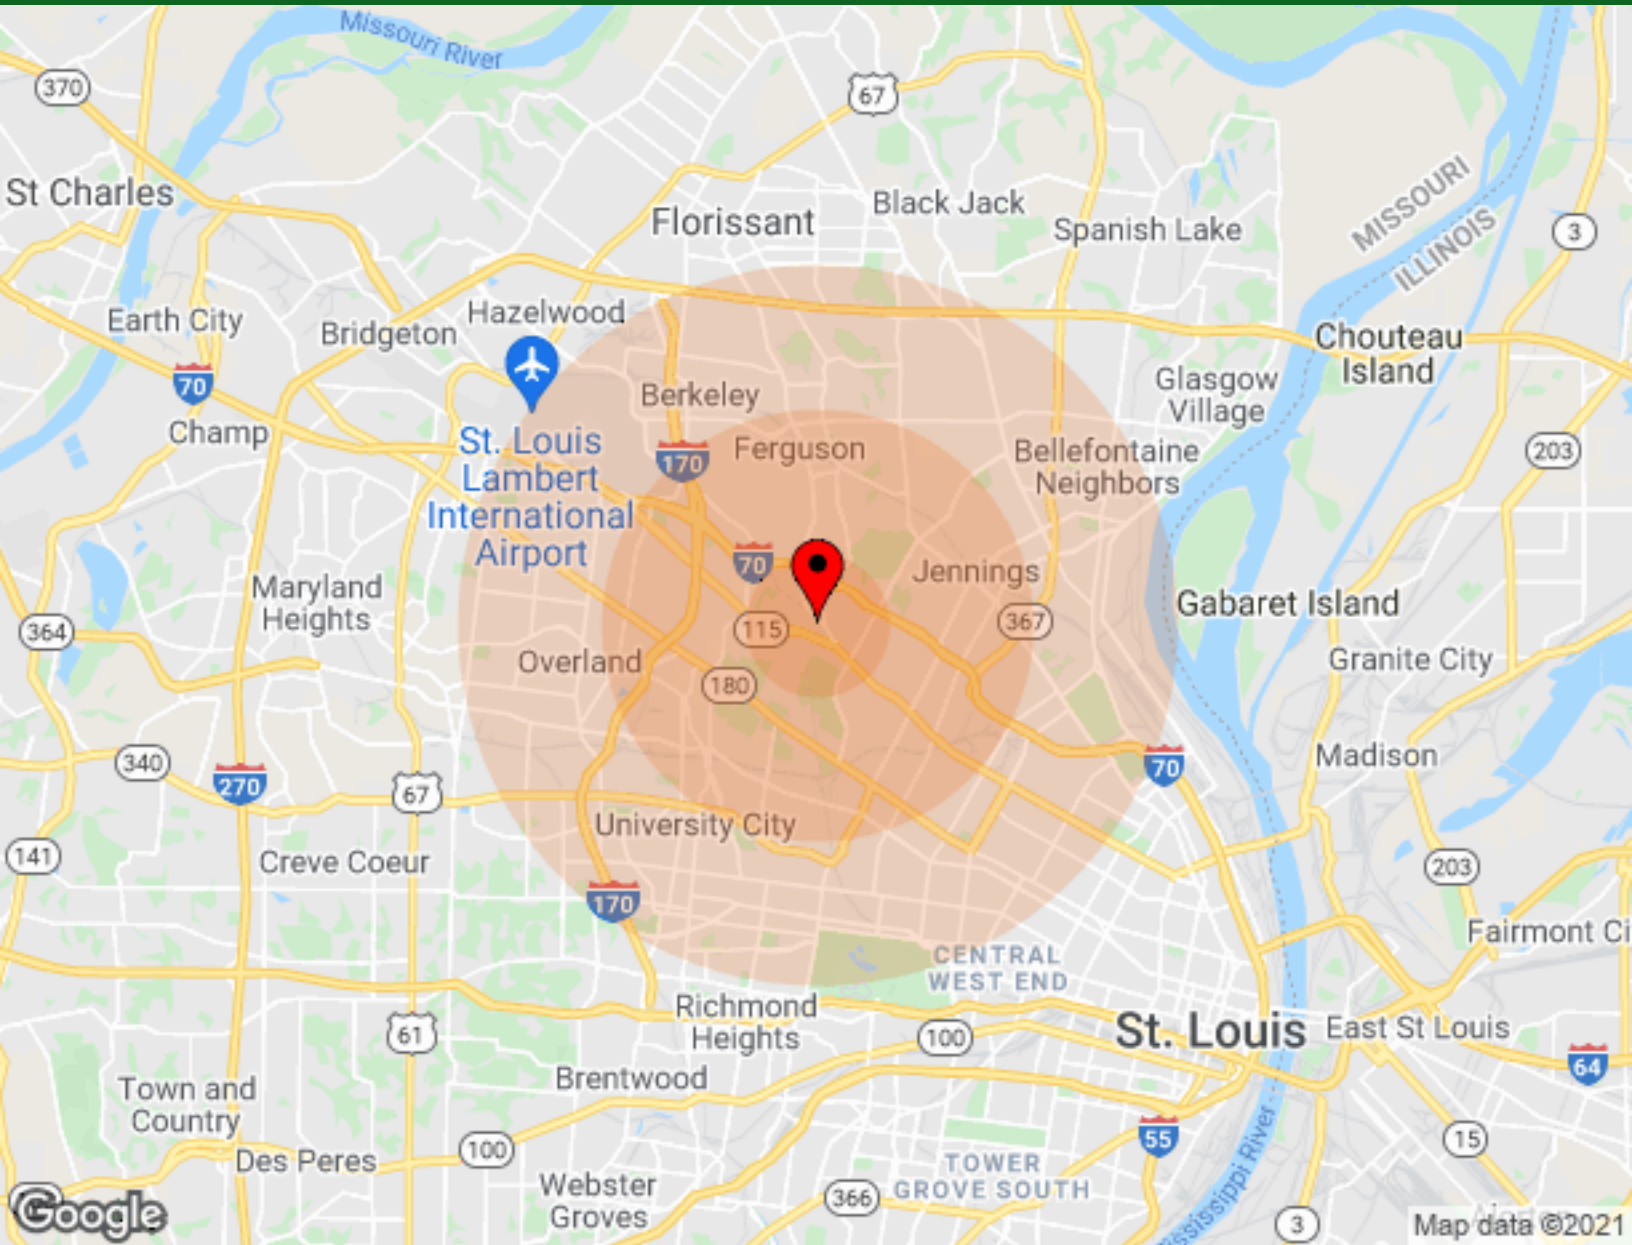 Missouri River
370
67
St Charles
Florissant
Black Jack
Spanish Lake
MISSOURI
ILLINOIS
3
Earth City
Bridgeton
Hazelwood
Chouteau
Island
70
Berkeley
Glasgow
Village
Champ
St. Louis
Lambert
International
Airport
170
Ferguson
Bellefontaine
Neighbors
203
70
Jennings
Maryland
Heights
364
115
367
Gabaret Island
Overland
180
Granite City
340
270
67
70
Madison
University City
141
Creve Coeur
203
170
Fairmont Ci
CENTRAL
WEST END
Richmond
Heights
61
100
St. Louis
East St Louis
64
Brentwood
Town and
Country
55
15
100
Des Peres
TOWER
GROVE SOUTH
Webster
Groves
366
ississippi River
3
Google
Map data ©2021